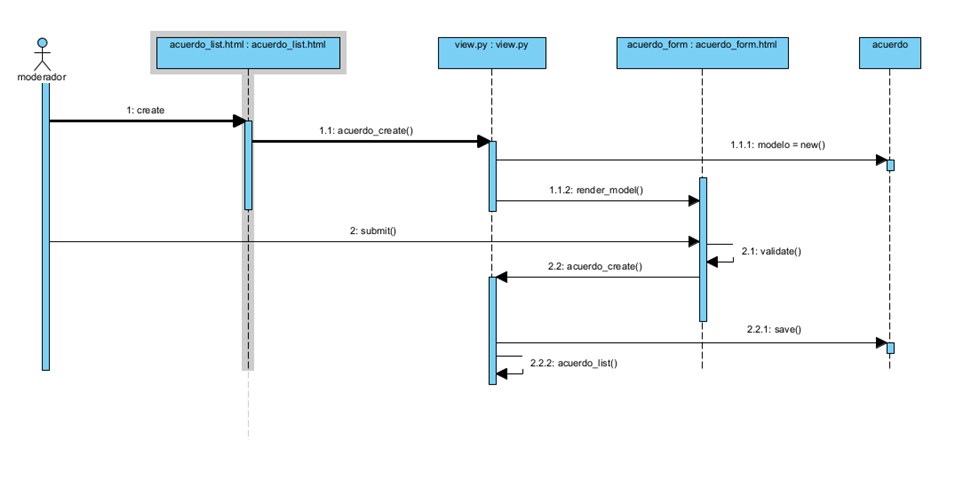 acuerdo_list.html : acuerdo_list.html
view.py : view.py
acuerdo_form : acuerdo_form.html
acuerdo
moderador
1: create
1.1: acuerdo_create()
1.1.1: modelo = new()
1.1.2: render_model()
2: submit()
2.1: validate()
2.2: acuerdo_create()
2.2.1: save()
2.2.2: acuerdo_list()